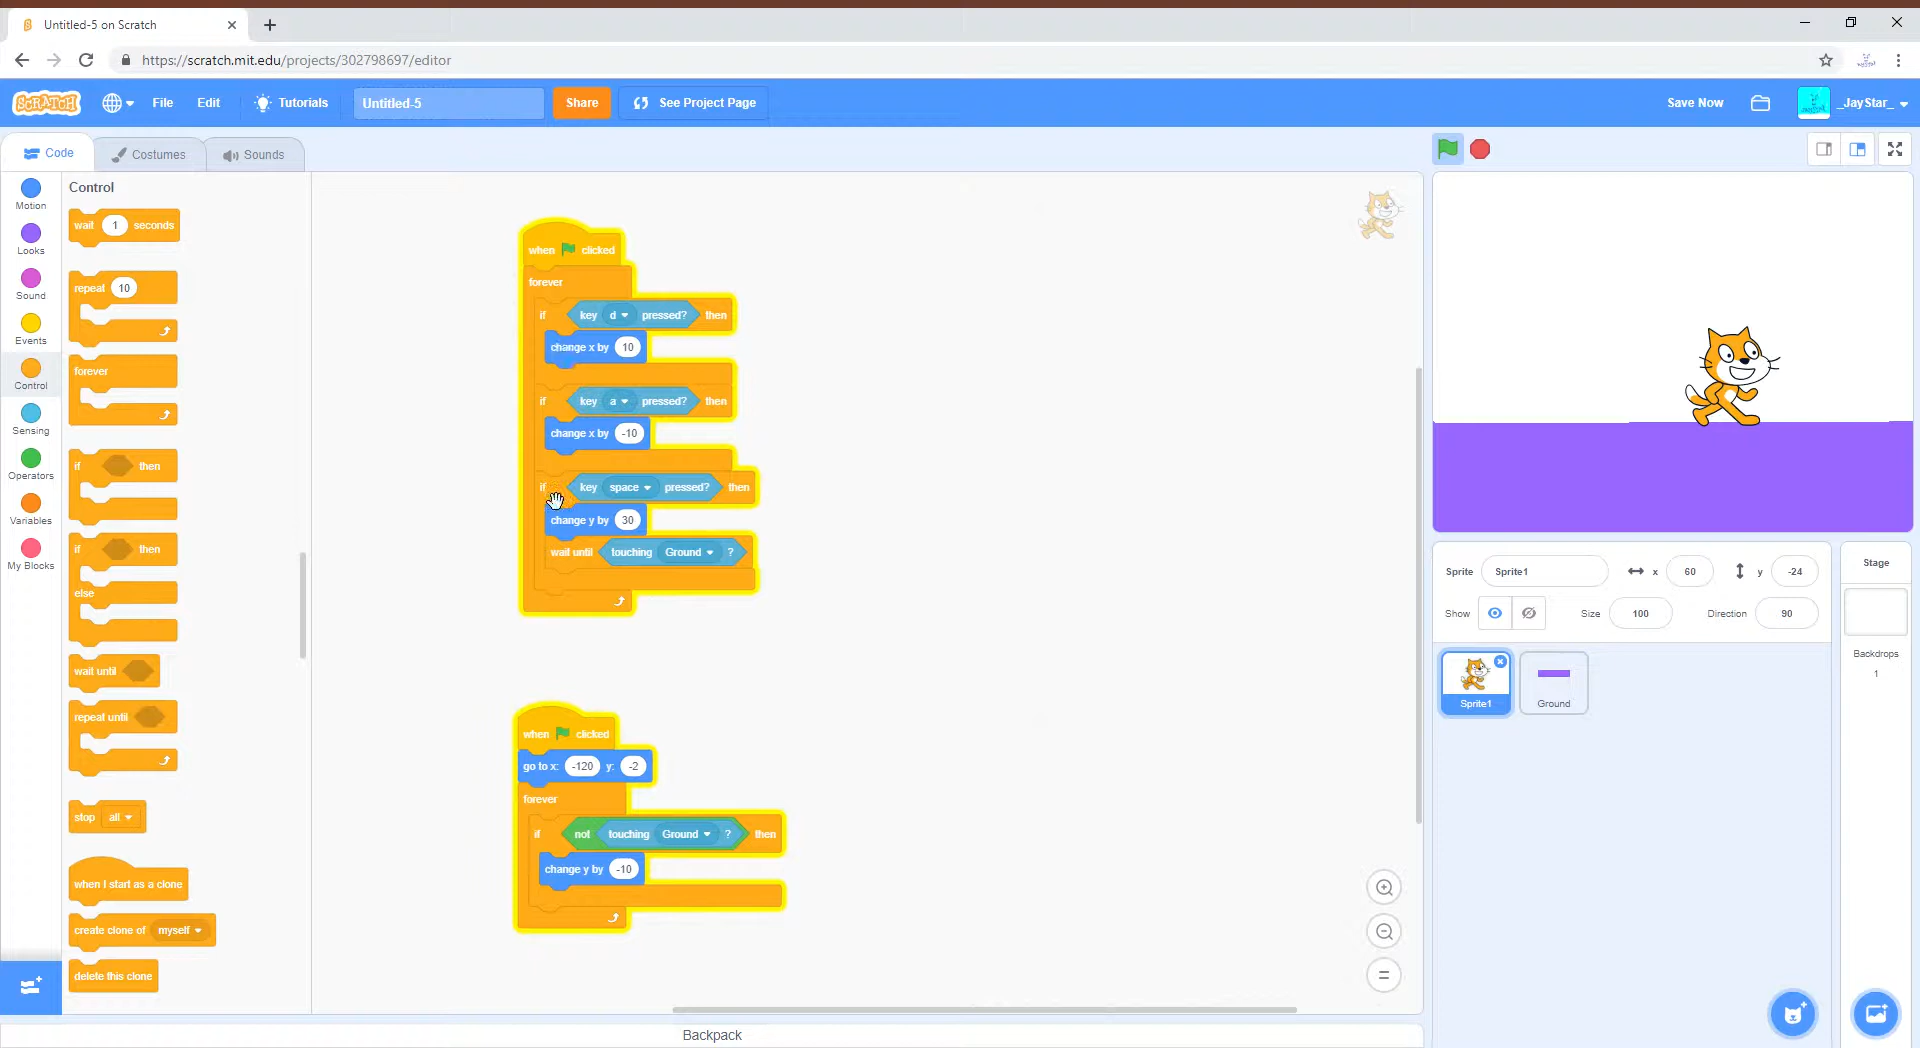 Untitled-5 on Scratch
https://scratch.mit.edu/projects/302798697/editor
SCRATCH
File
Edit
Tutorials
Untitled-5
Share
See Project Page
Save Now
_JayStar_
Code
Costumes
Sounds
Motion
Looks
Sound
Events
Control
Sensing
Operators
Variables
My Blocks
Control
wait 1 seconds
repeat 10
forever
if then
if then
else
wait until
repeat until
stop all
when I start as a clone
create clone of myself
delete this clone
when clicked
forever
if key d pressed? then
change x by 10
if key a pressed? then
change x by -10
if key space pressed? then
change y by 30
wait until touching Ground ?
when clicked
go to x: -120 y: -2
forever
if not touching Ground ? then
change y by -10
Backpack
Sprite Sprite1 x 60 y -24
Show Size 100 Direction 90
Sprite1
Ground
Stage
Backdrops
1